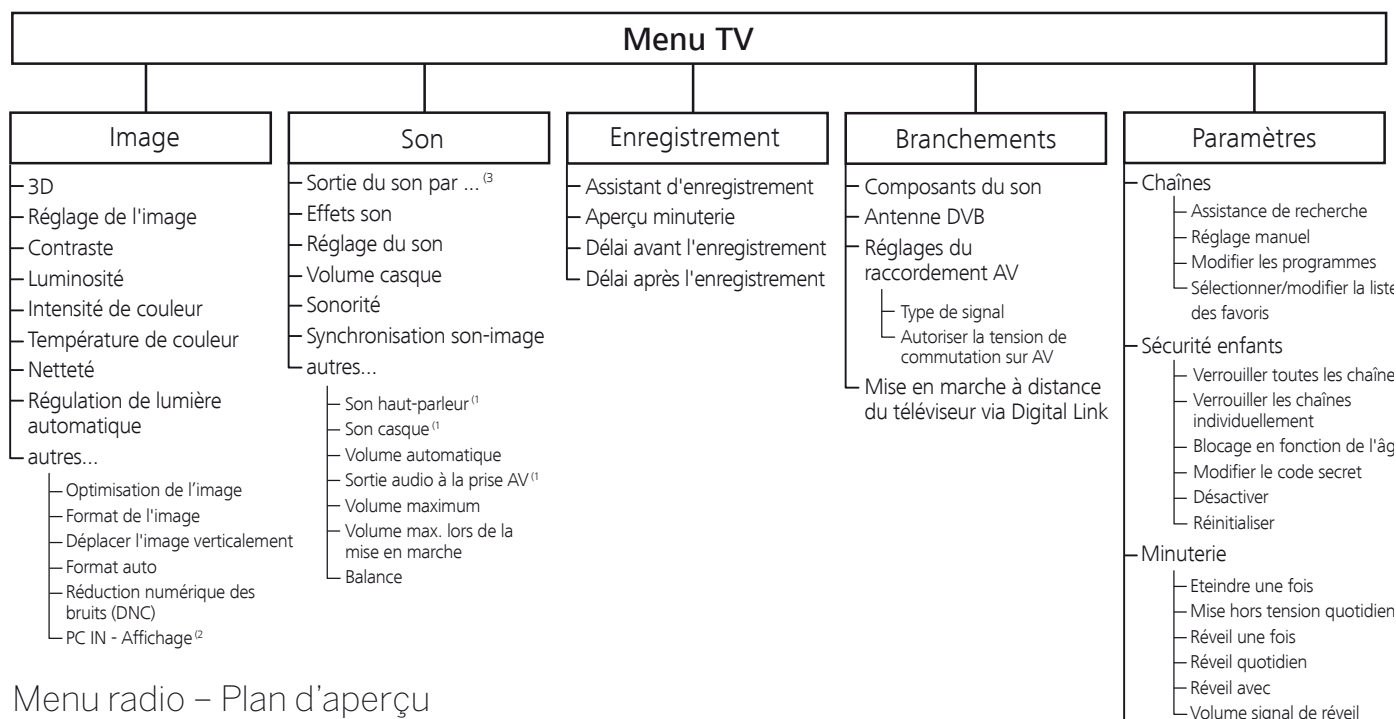 Menu TV
Image
3D
Réglage de l'image
Contraste
Luminosité
Intensité de couleur
Température de couleur
Netteté
Régulation de lumière
automatique
autres...
Optimisation de l'image
Format de l'image
Déplacer l'image verticalement
Format auto
Réduction numérique des
bruits (DNC)
PC IN - Affichage (2
Son
Sortie du son par ... (3
Effets son
Réglage du son
Volume casque
Sonorité
Synchronisation son-image
autres...
Son haut-parleur (1
Son casque (1
Volume automatique
Sortie audio à la prise AV (1
Volume maximum
Volume max. lors de la
mise en marche
Balance
Enregistrement
Assistant d'enregistrement
Aperçu minuterie
Délai avant l'enregistrement
Délai après l'enregistrement
Branchements
Composants du son
Antenne DVB
Réglages du
raccordement AV
Type de signal
Autoriser la tension de
commutation sur AV
Mise en marche à distance
du téléviseur via Digital Link
Paramètres
Chaînes
Assistance de recherche
Réglage manuel
Modifier les programmes
Sélectionner/modifier la liste
des favoris
Sécurité enfants
Verrouiller toutes les chaîne
Verrouiller les chaînes
individuellement
Blocage en fonction de l'âg
Modifier le code secret
Désactiver
Réinitialiser
Minuterie
Eteindre une fois
Mise hors tension quotidien
Réveil une fois
Réveil quotidien
Réveil avec
Volume signal de réveil
Menu radio – Plan d'aperçu